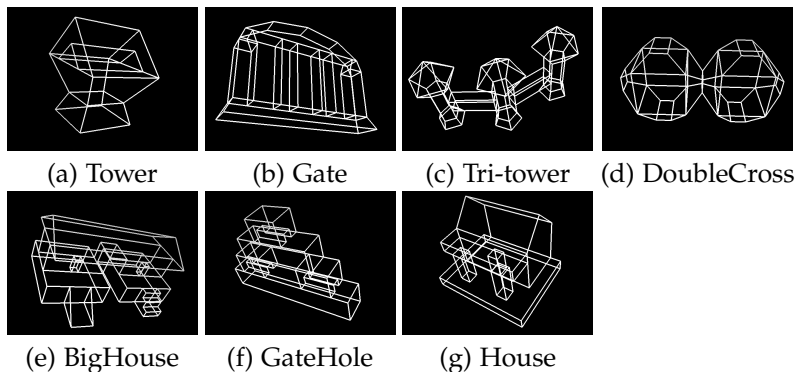 (a) Tower (b) Gate (c) Tri-tower (d) DoubleCross
(e) BigHouse (f) GateHole (g) House